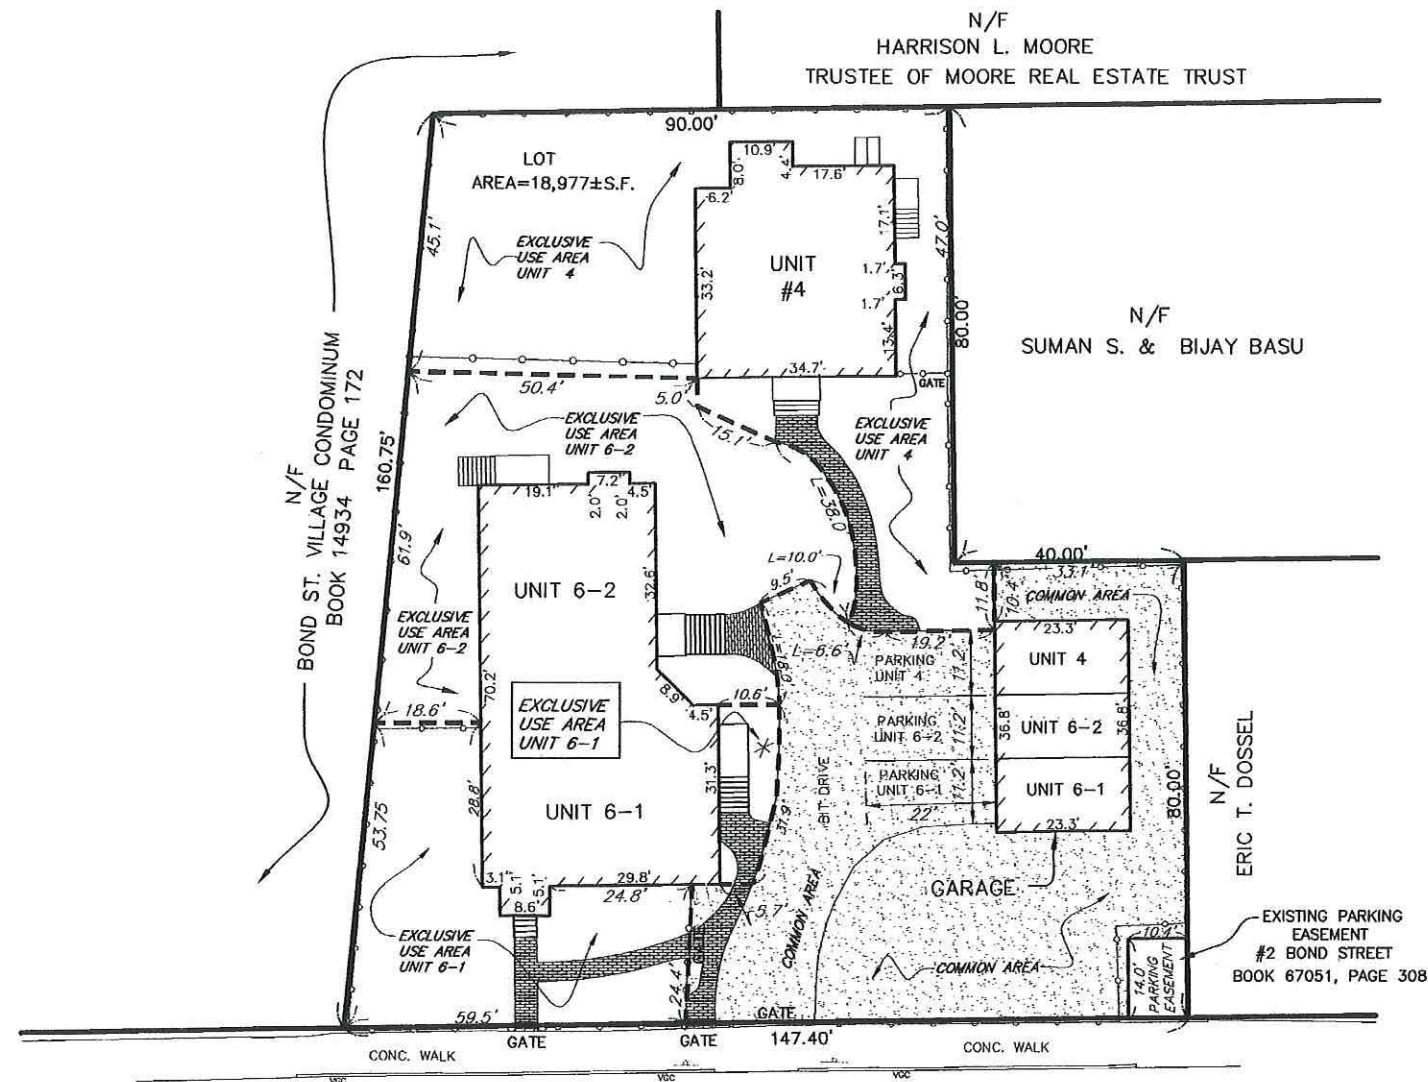 N/F
HARRISON L. MOORE
TRUSTEE OF MOORE REAL ESTATE TRUST
90.00'
LOT
AREA=18,977±S.F.
10.9'
8.0'
4.4'
17.6'
6.2'
17.1'
47.0'
45.1'
EXCLUSIVE
USE AREA
UNIT 4
UNIT
#4
33.2'
1.7'
6.3'
1.7'
13.4'
80.00'
34.7'
GATE
N/F
SUMAN S. & BIJAY BASU
N/F
BOND ST. VILLAGE CONDOMINUM
BOOK 14934 PAGE 172
160.75'
50.4'
5.0'
15.1'
EXCLUSIVE
USE AREA
UNIT 6-2
EXCLUSIVE
USE AREA
UNIT 4
L=38.0'
19.1'
7.2'
4.5'
2.0'
2.0'
61.9'
UNIT 6-2
32.6'
L=10.0'
9.5'
40.00'
33.1'
11.8'
10.4'
COMMON AREA
EXCLUSIVE
USE AREA
UNIT 6-2
23.3'
19.2'
L=6.6'
PARKING
UNIT 4
11.2'
UNIT 4
70.2'
8.9'
10.6'
4.5'
18.6'
EXCLUSIVE
USE AREA
UNIT 6-1
PARKING
UNIT 6-2
11.2'
36.8'
UNIT 6-2
36.8'
31.3'
28.8'
UNIT 6-1
31.9'
BIT DRIVE
PARKING
UNIT 6-1
11.2'
22'
UNIT 6-1
23.3'
80.00'
N/F
ERIC T. DOSSEL
53.75
3.1'
5.1'
5.1'
8.6'
29.8'
24.8'
5.7'
COMMON AREA
GARAGE
EXCLUSIVE
USE AREA
UNIT 6-1
24.4'
COMMON AREA
10.4'
14.0'
PARKING
EASEMENT
EXISTING PARKING
EASEMENT
#2 BOND STREET
BOOK 67051, PAGE 308
59.5'
GATE
GATE
GATE
147.40'
CONC. WALK
CONC. WALK
VGC
VGC
VGC